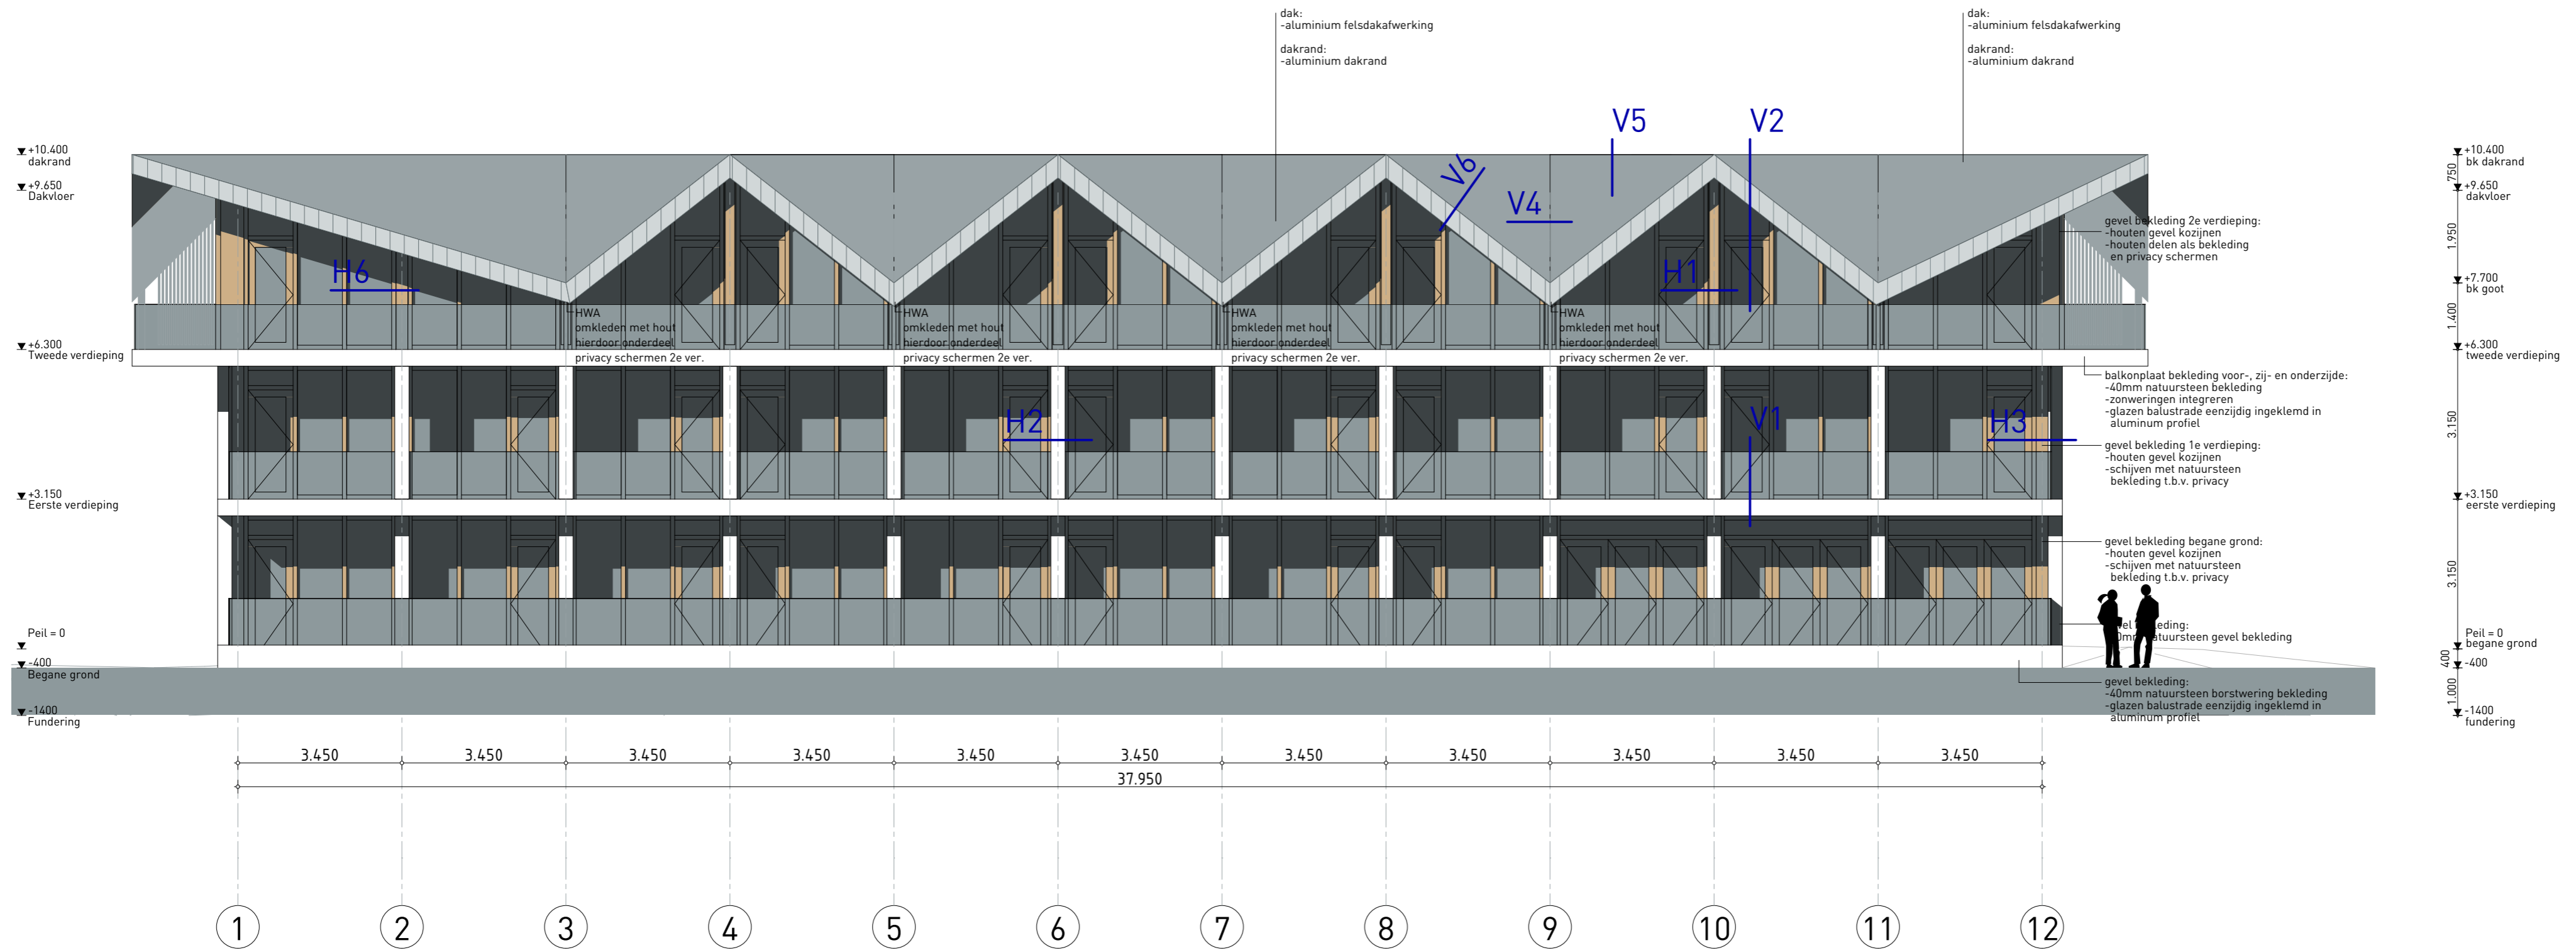 dak:
-aluminium felsdakafwerking
dakrand:
-aluminium dakrand
dak:
-aluminium felsdakafwerking
dakrand:
-aluminium dakrand
V5
V2
V6
V4
H6
H1
H2
V1
H3
+10.400
dakrand
+9.650
Dakvloer
+6.300
Tweede verdieping
+3.150
Eerste verdieping
Peil = 0
-400
Begane grond
-1400
Fundering
HWA
omkleden met hout
hierdoor onderdeel
privacy schermen 2e ver.
HWA
omkleden met hout
hierdoor onderdeel
privacy schermen 2e ver.
HWA
omkleden met hout
hierdoor onderdeel
privacy schermen 2e ver.
HWA
omkleden met hout
hierdoor onderdeel
privacy schermen 2e ver.
gevel bekleding 2e verdieping:
-houten gevel kozijnen
-houten delen als bekleding
en privacy schermen
balkonplaat bekleding voor-, zij- en onderzijde:
-40mm natuursteen bekleding
-zonweringen integreren
-glazen balustrade eenzijdig ingeklemd in
aluminum profiel
gevel bekleding 1e verdieping:
-houten gevel kozijnen
-schijven met natuursteen
bekleding t.b.v. privacy
gevel bekleding begane grond:
-houten gevel kozijnen
-schijven met natuursteen
bekleding t.b.v. privacy
natuursteen gevel bekleding
gevel bekleding:
-40mm natuursteen borstwering bekleding
-glazen balustrade eenzijdig ingeklemd in
aluminum profiel
+10.400
bk dakrand
750
+9.650
dakvloer
1.950
+7.700
bk goot
1.400
+6.300
tweede verdieping
3.150
+3.150
eerste verdieping
3.150
Peil = 0
begane grond
400
-400
1.000
-1400
fundering
3.450 3.450 3.450 3.450 3.450 3.450 3.450 3.450 3.450 3.450 3.450
37.950
1 2 3 4 5 6 7 8 9 10 11 12